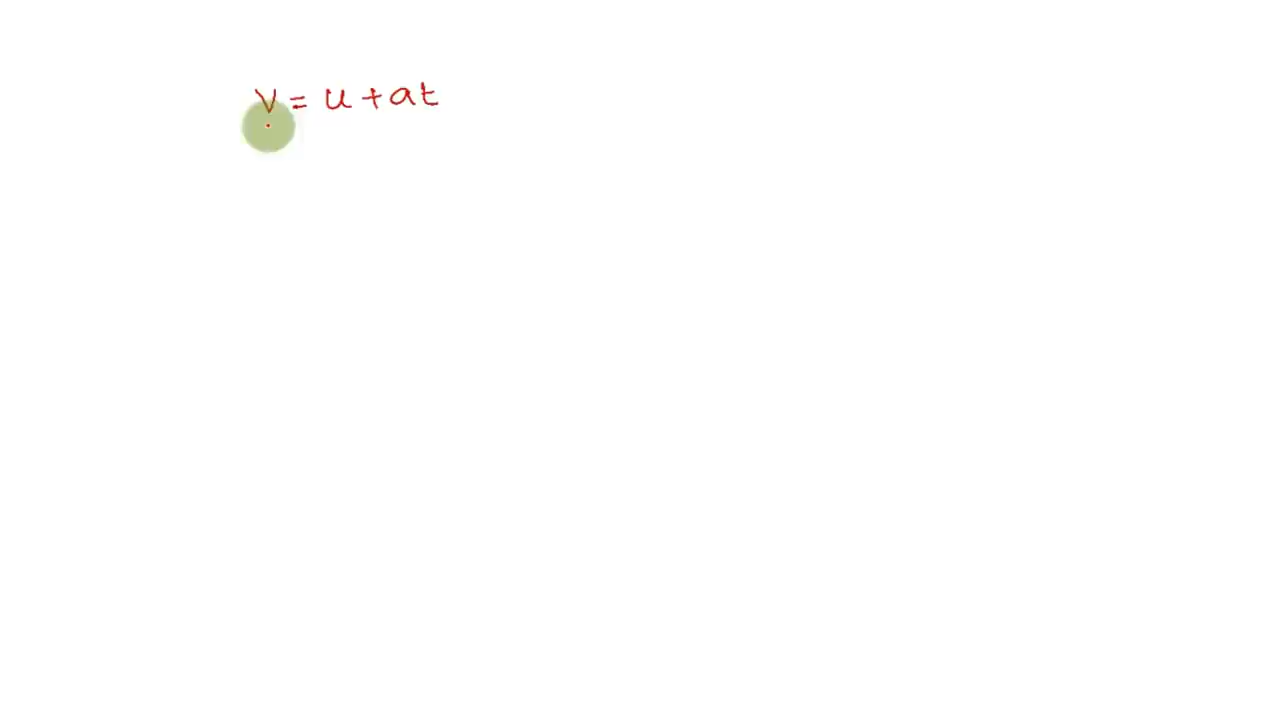 v = u + at